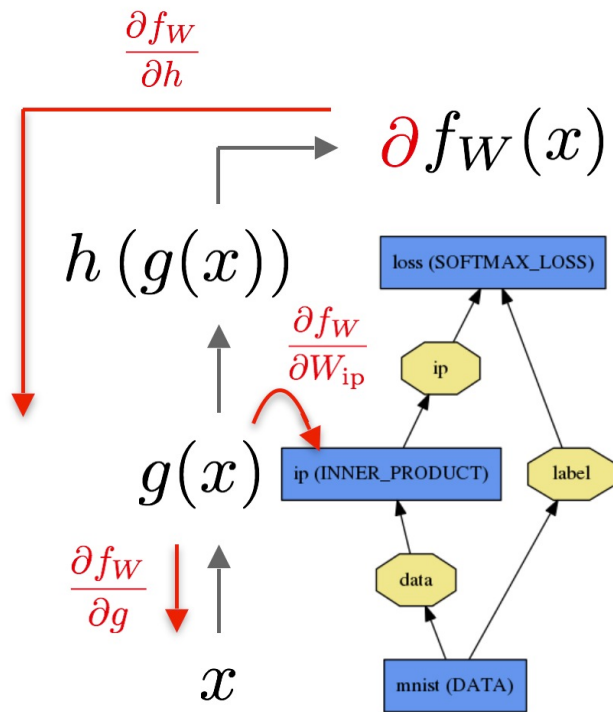 ∂f_W/∂h
∂f_W(x)
h(g(x))
loss (SOFTMAX_LOSS)
∂f_W/∂W_ip
ip
g(x)
ip (INNER_PRODUCT)
label
∂f_W/∂g
data
x
mnist (DATA)